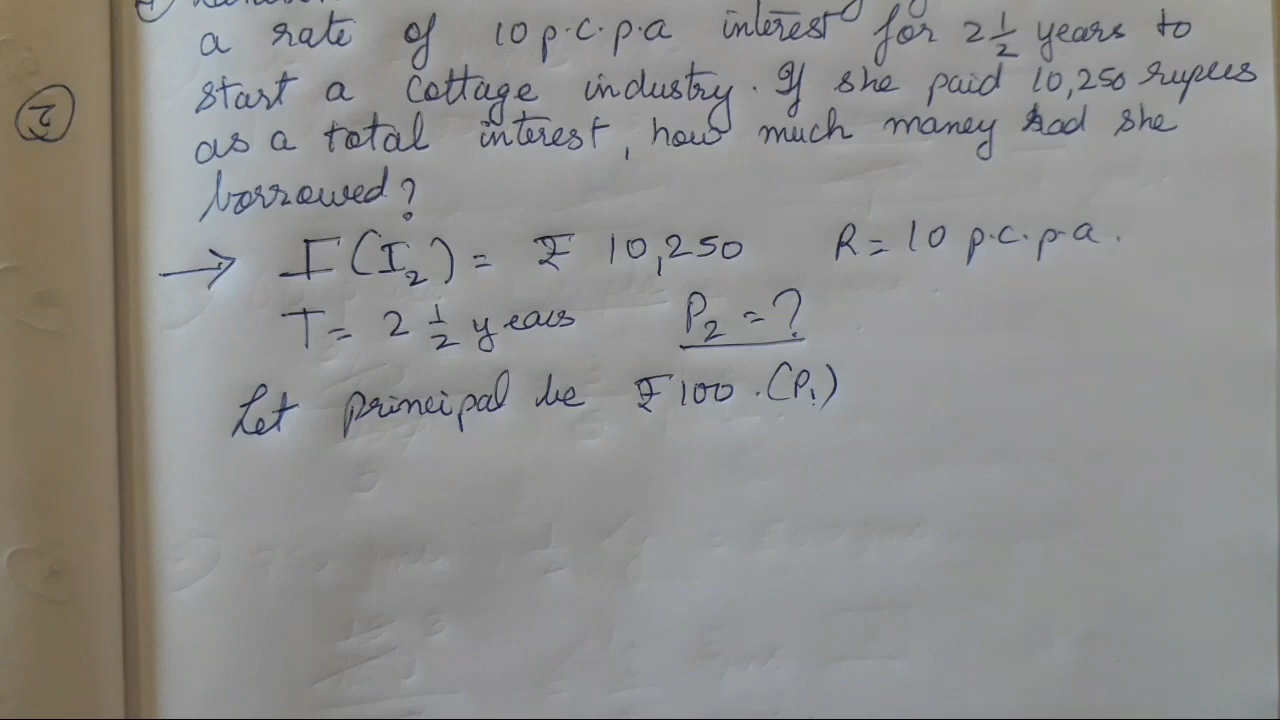 a rate of 10 p.c.p.a interest for 2 1/2 years to
start a cottage industry. If she paid 10,250 rupees
as a total interest, how much money had she
borrowed?
→ I (I₂) = ₹ 10,250 R = 10 p.c.p.a.
T = 2 1/2 years P₂ = ?
Let principal be ₹ 100. (P₁)